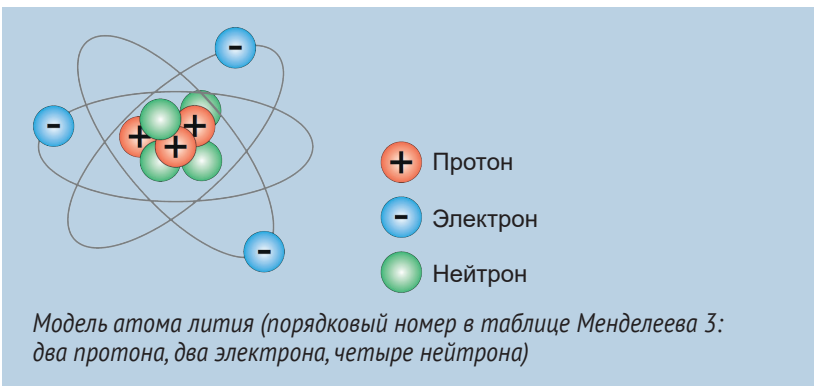 Протон
Электрон
Нейтрон
Модель атома лития (порядковый номер в таблице Менделеева 3:
два протона, два электрона, четыре нейтрона)